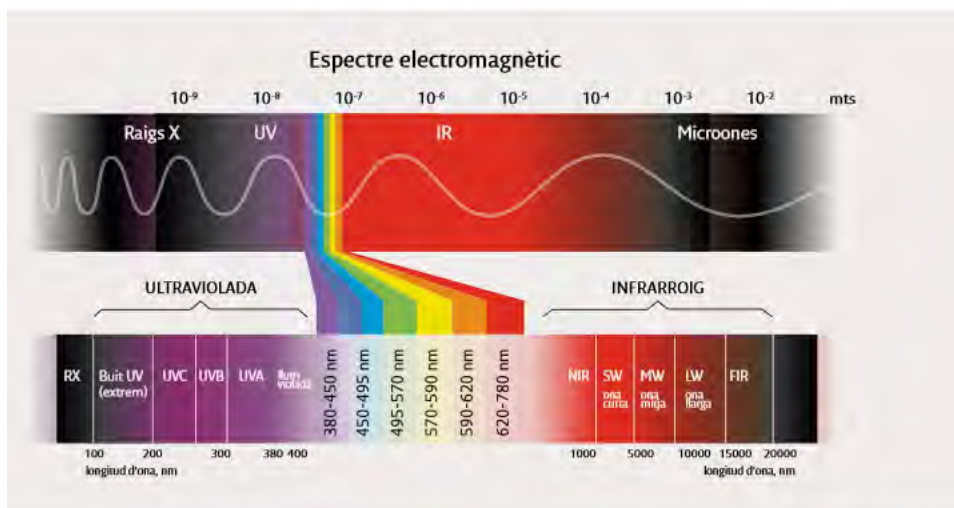 Espectre electromagnètic
10⁻⁹ 10⁻⁸ 10⁻⁷ 10⁻⁶ 10⁻⁵ 10⁻⁴ 10⁻³ 10⁻² mts
Raigs X UV IR Microones
ULTRAVIOLADA INFRARROIG
RX Buit UV (extrem) UVC UVB UVA llum violada
380-450 nm
450-495 nm
495-570 nm
570-590 nm
590-620 nm
620-780 nm
NIR SW ona curta MW ona mitja LW ona llarga FIR
100 200 300 380 400 1000 5000 10000 15000 20000
longitud d'ona, nm longitud d'ona, nm